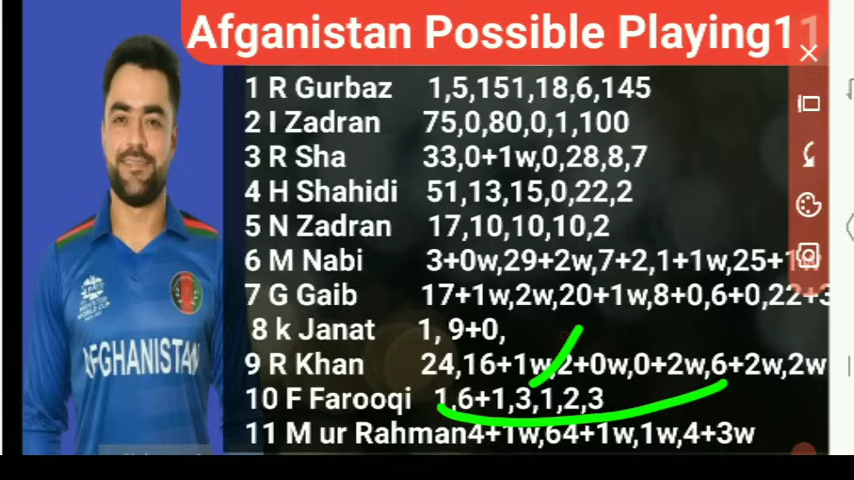 Afganistan Possible Playing11
1 R Gurbaz 1,5,151,18,6,145
2 I Zadran 75,0,80,0,1,100
3 R Sha 33,0+1w,0,28,8,7
4 H Shahidi 51,13,15,0,22,2
5 N Zadran 17,10,10,10,2
6 M Nabi 3+0w,29+2w,7+2,1+1w,25+1w
7 G Gaib 17+1w,2w,20+1w,8+0,6+0,22+3
8 k Janat 1, 9+0,
9 R Khan 24,16+1w,2+0w,0+2w,6+2w,2w
10 F Farooqi 1,6+1,3,1,2,3
11 M ur Rahman4+1w,64+1w,1w,4+3w
AFGHANISTAN